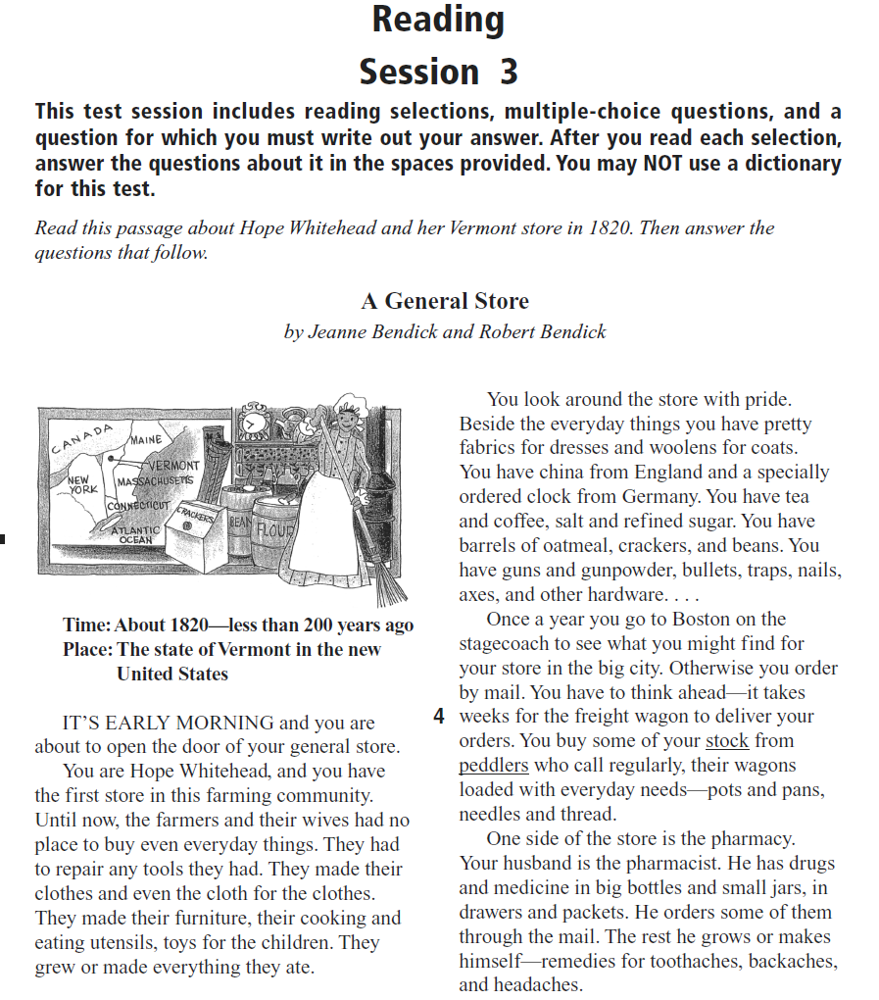 Reading
Session 3
This test session includes reading selections, multiple-choice questions, and a
question for which you must write out your answer. After you read each selection,
answer the questions about it in the spaces provided. You may NOT use a dictionary
for this test.
Read this passage about Hope Whitehead and her Vermont store in 1820. Then answer the
questions that follow.
A General Store
by Jeanne Bendick and Robert Bendick
CANADA
MAINE
VERMONT
NEW
YORK
MASSACHUSETTS
CONNECTICUT
ATLANTIC
OCEAN
CRACKERS
BEAN
FLOUR
Time: About 1820—less than 200 years ago
Place: The state of Vermont in the new
United States
IT'S EARLY MORNING and you are
about to open the door of your general store.
You are Hope Whitehead, and you have
the first store in this farming community.
Until now, the farmers and their wives had no
place to buy even everyday things. They had
to repair any tools they had. They made their
clothes and even the cloth for the clothes.
They made their furniture, their cooking and
eating utensils, toys for the children. They
grew or made everything they ate.
You look around the store with pride.
Beside the everyday things you have pretty
fabrics for dresses and woolens for coats.
You have china from England and a specially
ordered clock from Germany. You have tea
and coffee, salt and refined sugar. You have
barrels of oatmeal, crackers, and beans. You
have guns and gunpowder, bullets, traps, nails,
axes, and other hardware. . . .
Once a year you go to Boston on the
stagecoach to see what you might find for
your store in the big city. Otherwise you order
by mail. You have to think ahead—it takes
4 weeks for the freight wagon to deliver your
orders. You buy some of your stock from
peddlers who call regularly, their wagons
loaded with everyday needs—pots and pans,
needles and thread.
One side of the store is the pharmacy.
Your husband is the pharmacist. He has drugs
and medicine in big bottles and small jars, in
drawers and packets. He orders some of them
through the mail. The rest he grows or makes
himself—remedies for toothaches, backaches,
and headaches.